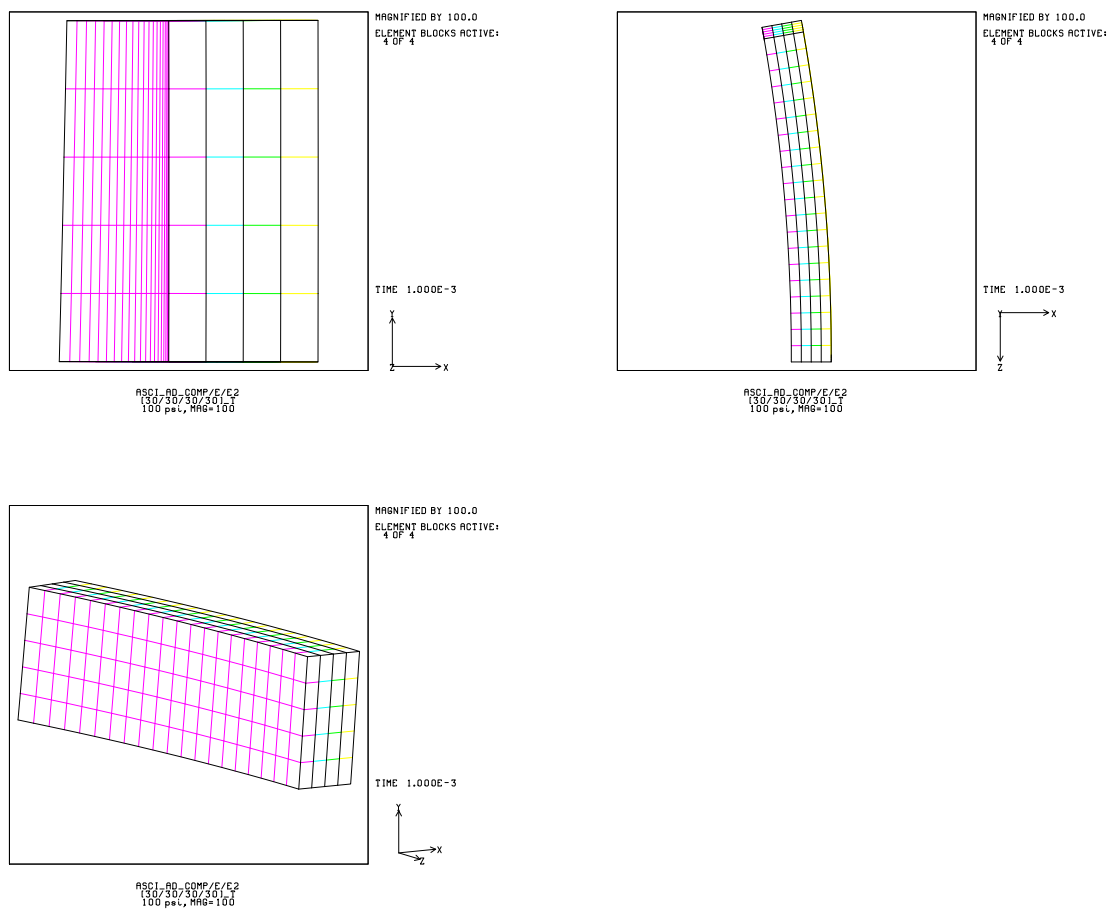 MAGNIFIED BY 100.0
ELEMENT BLOCKS ACTIVE:
4 OF 4
TIME 1.000E-3
Y
X
Z
ASCI_AD_COMP/E/E2
[30/30/30/30]_T
100 psi, MAG=100
MAGNIFIED BY 100.0
ELEMENT BLOCKS ACTIVE:
4 OF 4
TIME 1.000E-3
Y
X
Z
ASCI_AD_COMP/E/E2
[30/30/30/30]_T
100 psi, MAG=100
MAGNIFIED BY 100.0
ELEMENT BLOCKS ACTIVE:
4 OF 4
TIME 1.000E-3
Y
X
Z
ASCI_AD_COMP/E/E2
[30/30/30/30]_T
100 psi, MAG=100